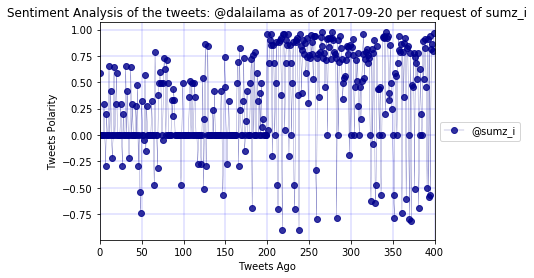 Sentiment Analysis of the tweets: @dalailama as of 2017-09-20 per request of sumz_i
1.00
0.75
0.50
0.25
0.00
−0.25
−0.50
−0.75
Tweets Polarity
@sumz_i
0 50 100 150 200 250 300 350 400
Tweets Ago